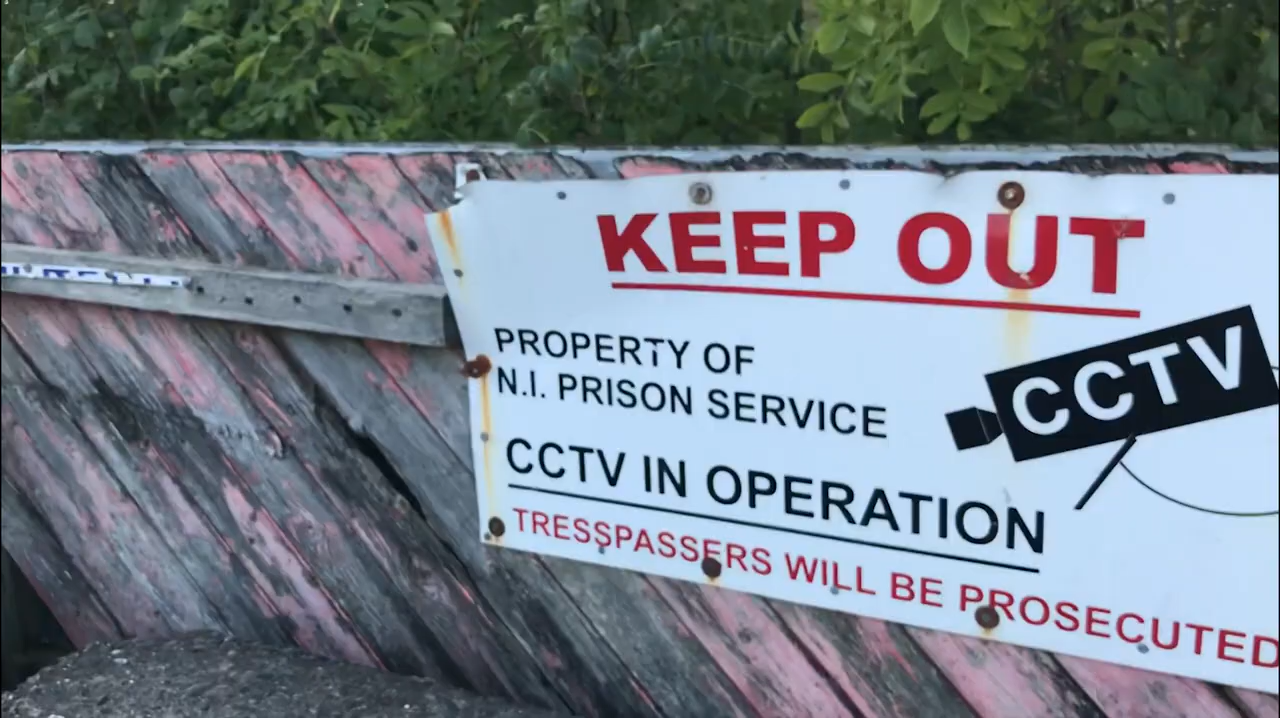 KEEP OUT
PROPERTY OF
N.I. PRISON SERVICE
CCTV
CCTV IN OPERATION
TRESSPASSERS WILL BE PROSECUTED